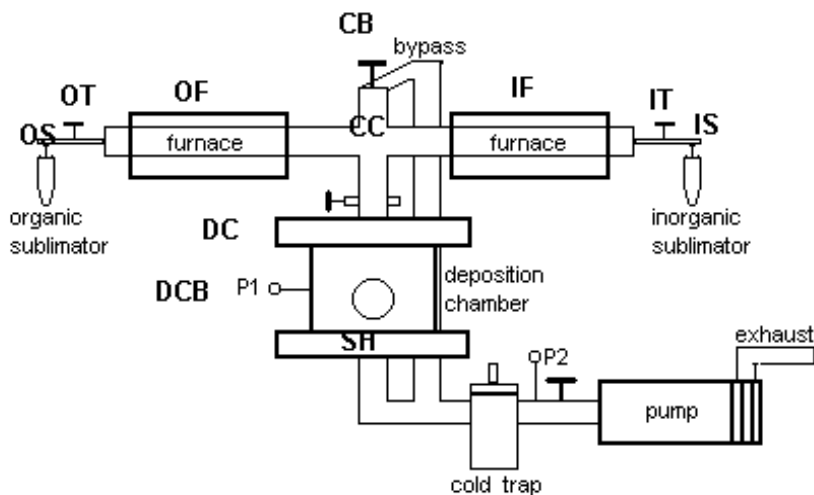 CB
bypass
OT
OF
IF
IT
OS
furnace
CC
furnace
IS
organic
sublimator
inorganic
sublimator
DC
DCB
P1
deposition
chamber
SH
exhaust
P2
pump
cold trap